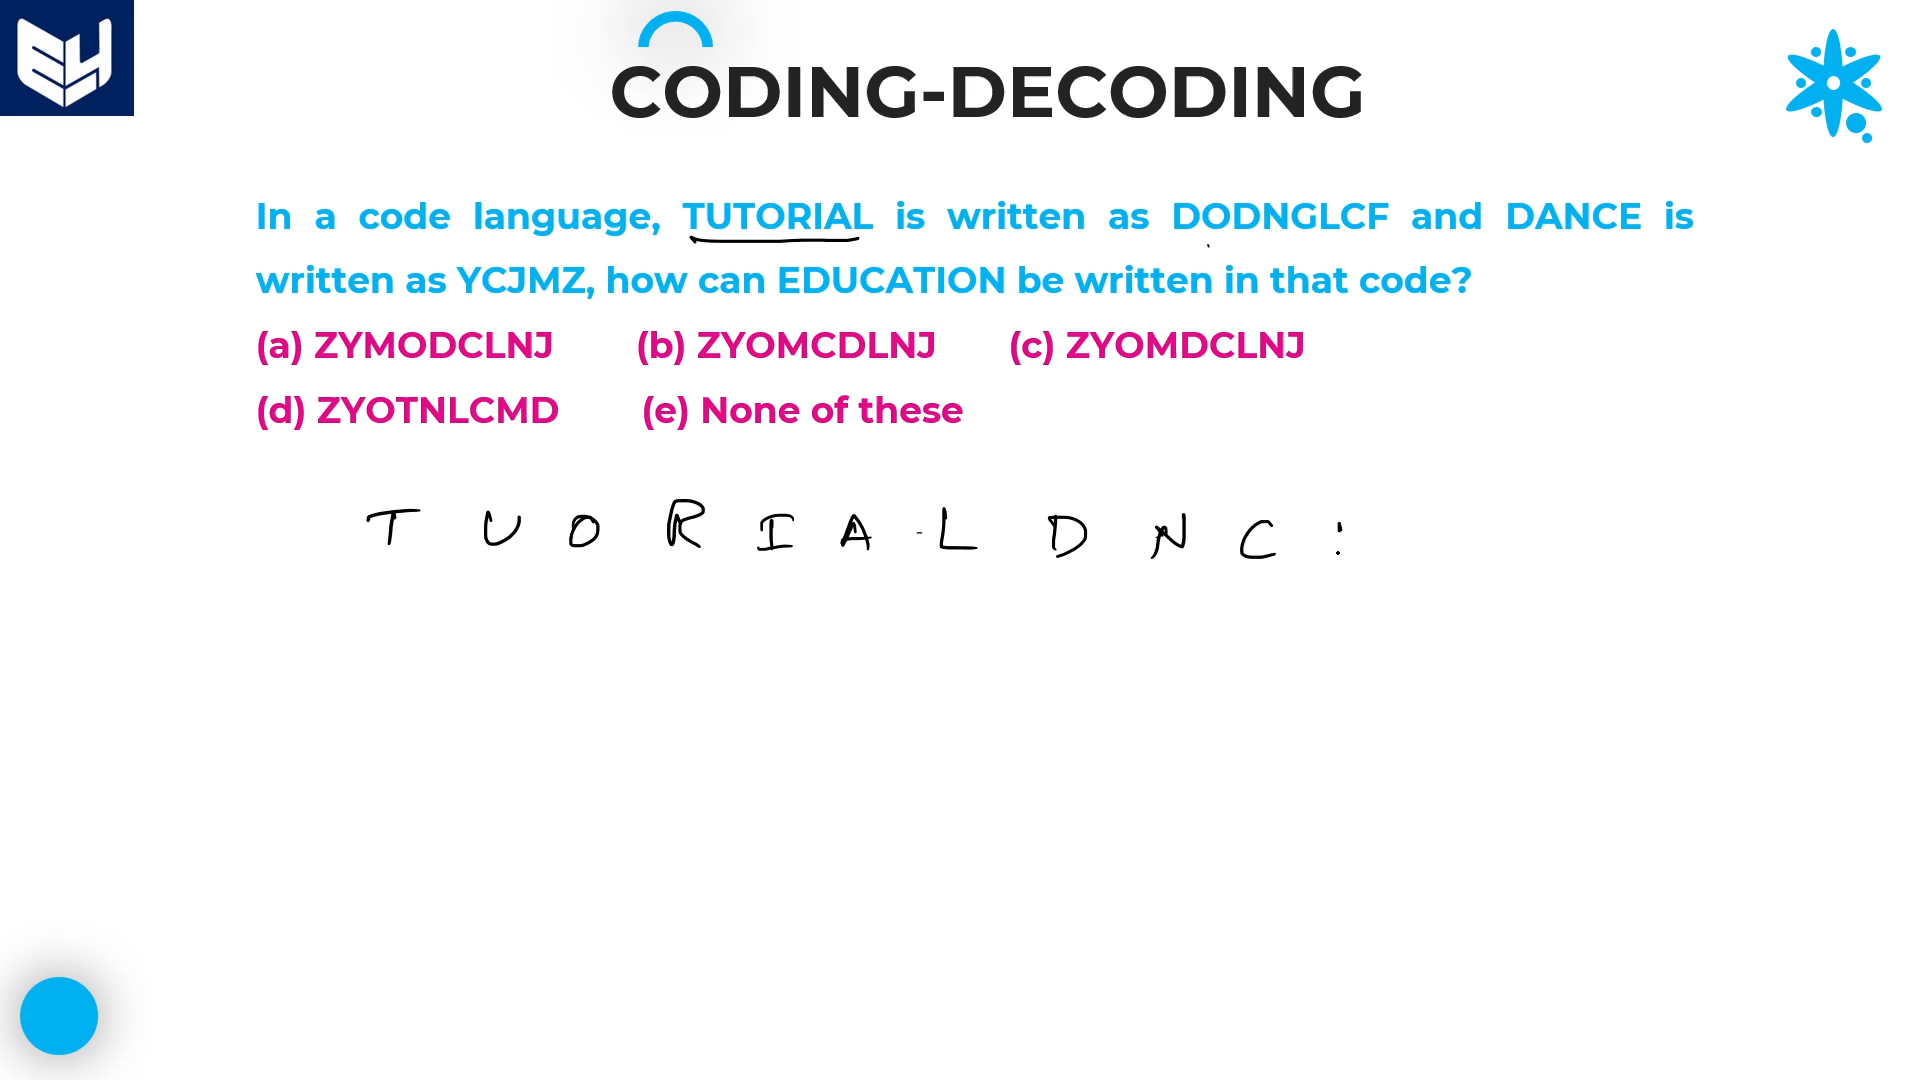 CODING-DECODING
In a code language, TUTORIAL is written as DODNGLCF and DANCE is
written as YCJMZ, how can EDUCATION be written in that code?
(a) ZYMODCLNJ (b) ZYOMCDLNJ (c) ZYOMDCLNJ
(d) ZYOTNLCMD (e) None of these
T U O R I A L D N C :